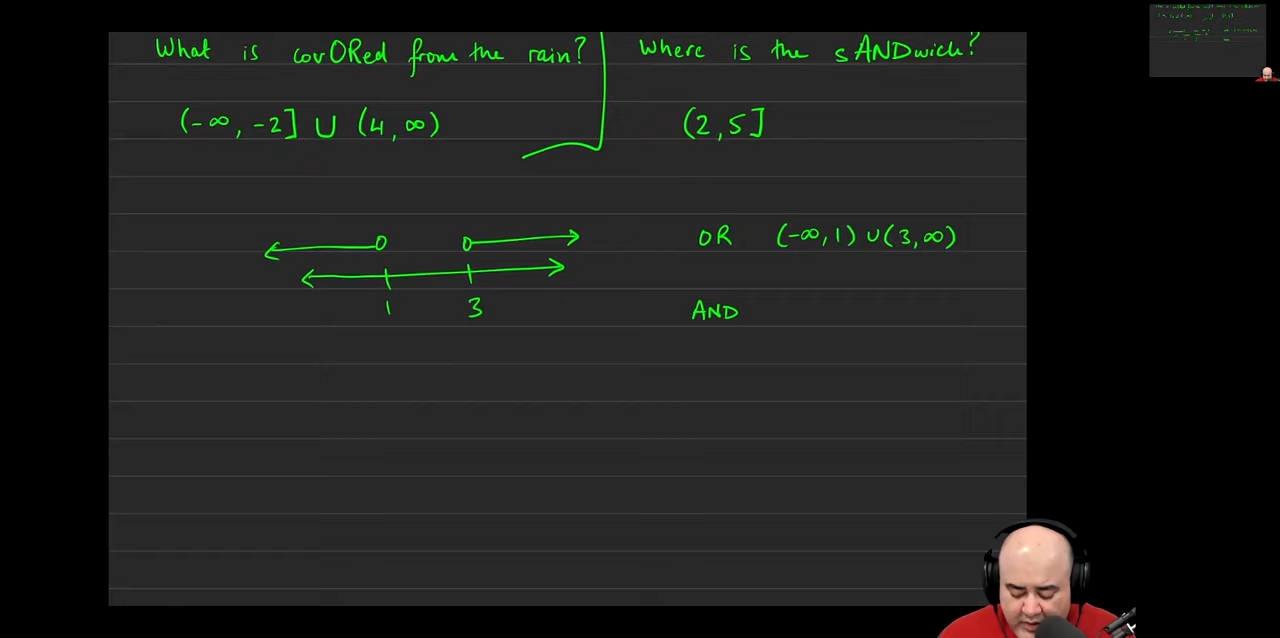 What is covORed from the rain?
Where is the sANDwich?
(-∞, -2] ∪ (4, ∞)
(2, 5]
OR (-∞, 1) ∪ (3, ∞)
1 3
AND